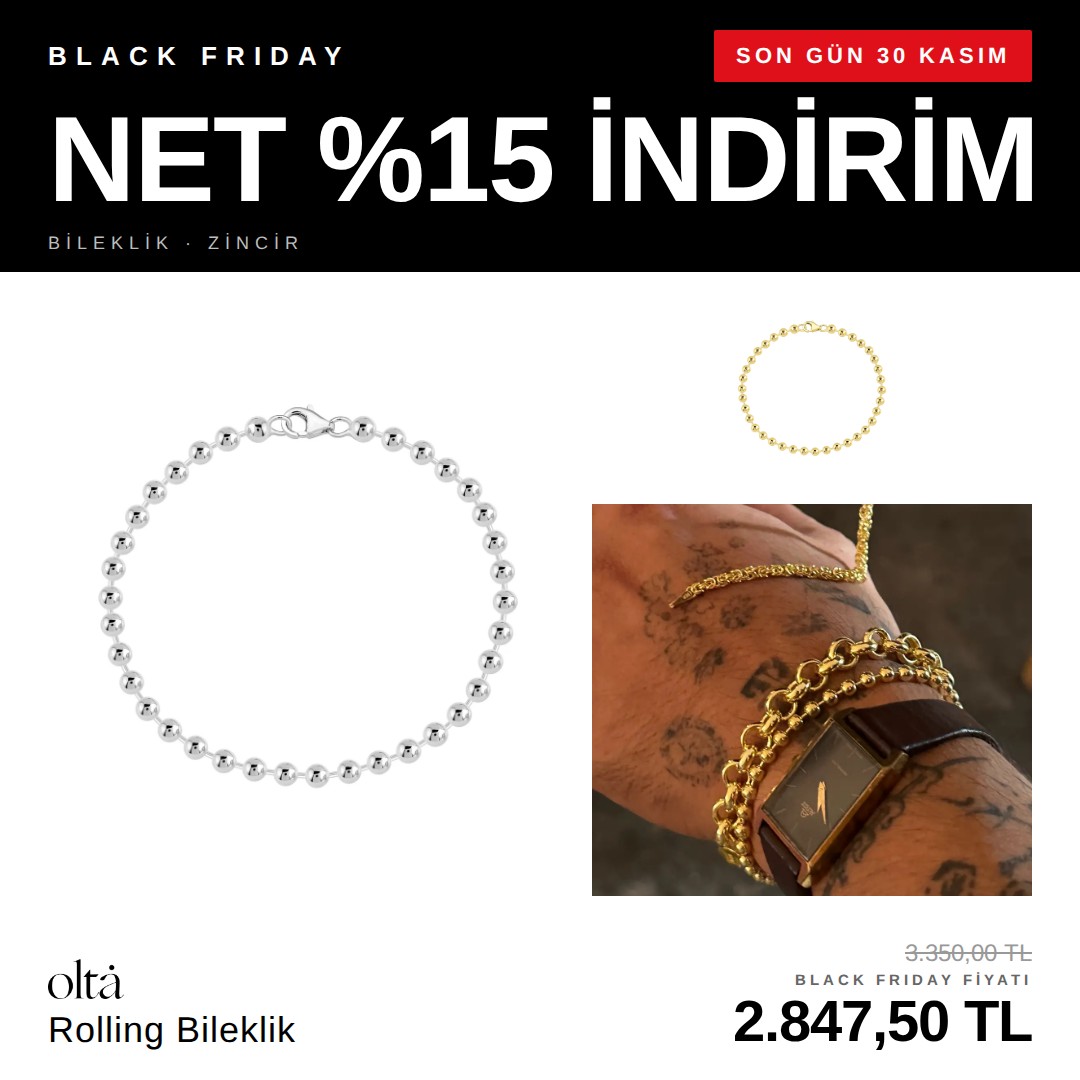 BLACK FRIDAY
SON GÜN 30 KASIM
NET %15 İNDİRİM
BİLEKLİK · ZİNCİR
olta
Rolling Bileklik
3.350,00 TL
BLACK FRIDAY FİYATI
2.847,50 TL